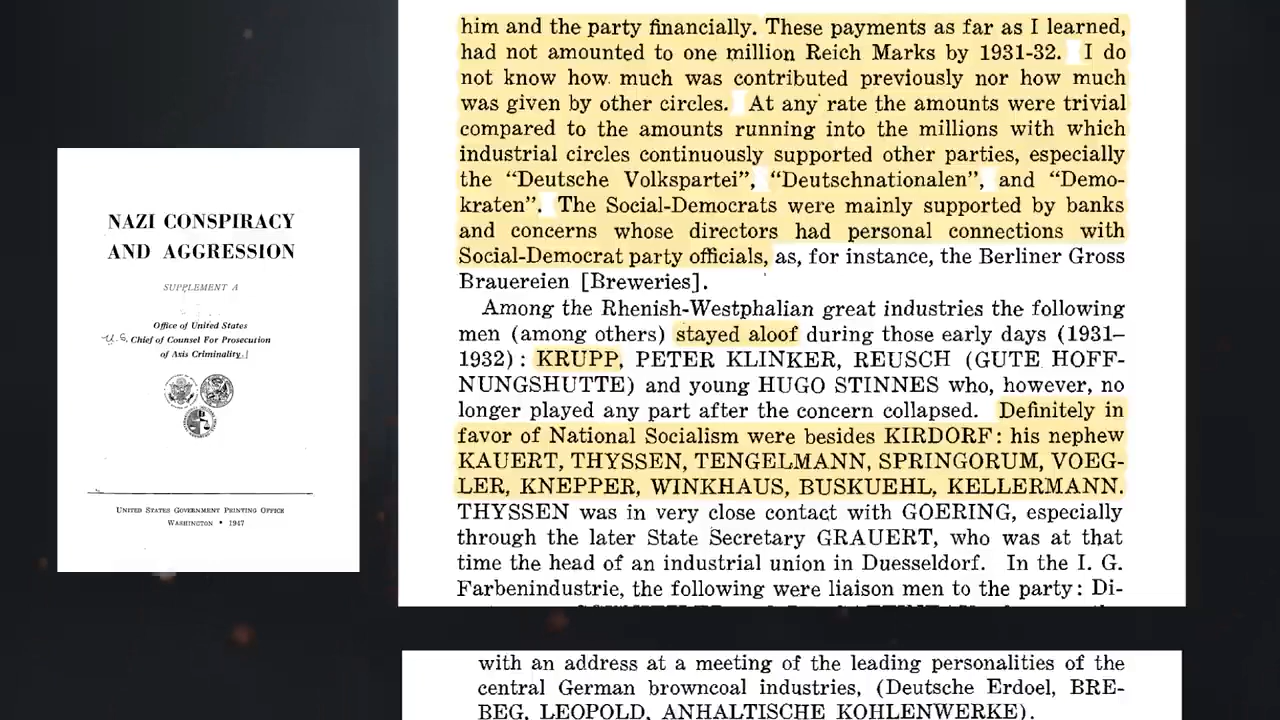 NAZI CONSPIRACY
AND AGGRESSION
SUPPLEMENT A
Office of United States
U.S. Chief of Counsel For Prosecution
of Axis Criminality
UNITED STATES GOVERNMENT PRINTING OFFICE
WASHINGTON • 1947
him and the party financially. These payments as far as I learned,
had not amounted to one million Reich Marks by 1931-32. I do
not know how much was contributed previously nor how much
was given by other circles. At any rate the amounts were trivial
compared to the amounts running into the millions with which
industrial circles continuously supported other parties, especially
the “Deutsche Volkspartei”, “Deutschnationalen”, and “Demo-
kraten”. The Social-Democrats were mainly supported by banks
and concerns whose directors had personal connections with
Social-Democrat party officials, as, for instance, the Berliner Gross
Brauereien [Breweries].
Among the Rhenish-Westphalian great industries the following
men (among others) stayed aloof during those early days (1931–
1932): KRUPP, PETER KLINKER, REUSCH (GUTE HOFF-
NUNGSHUTTE) and young HUGO STINNES who, however, no
longer played any part after the concern collapsed. Definitely in
favor of National Socialism were besides KIRDORF: his nephew
KAUERT, THYSSEN, TENGELMANN, SPRINGORUM, VOEG-
LER, KNEPPER, WINKHAUS, BUSKUEHL, KELLERMANN.
THYSSEN was in very close contact with GOERING, especially
through the later State Secretary GRAUERT, who was at that
time the head of an industrial union in Duesseldorf. In the I. G.
Farbenindustrie, the following were liaison men to the party: Di-
with an address at a meeting of the leading personalities of the
central German browncoal industries, (Deutsche Erdoel, BRE-
BEG, LEOPOLD, ANHALTISCHE KOHLENWERKE).